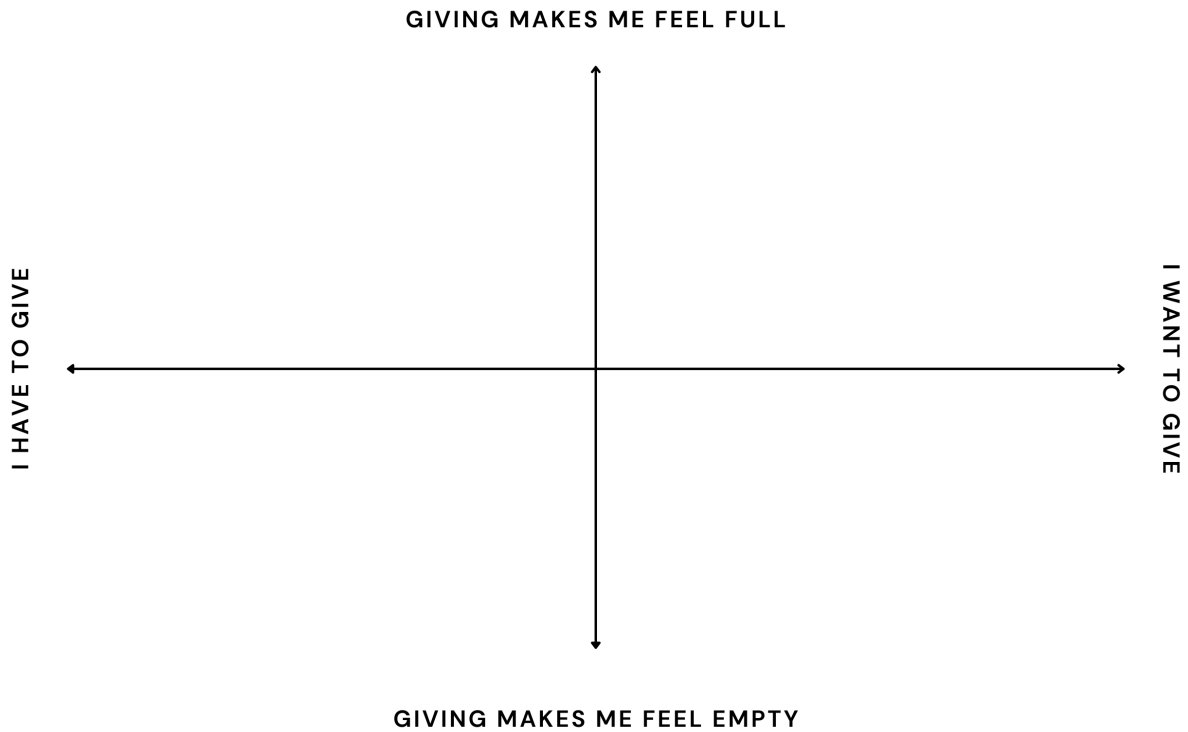 GIVING MAKES ME FEEL FULL
I HAVE TO GIVE
I WANT TO GIVE
GIVING MAKES ME FEEL EMPTY